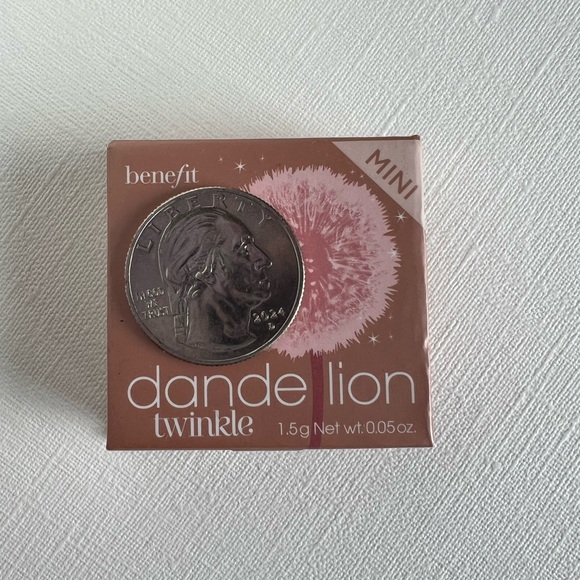 benefit
MINI
LIBERTY
IN GOD
WE
TRUST
2024
D
dandelion
twinkle
1.5g Net wt. 0.05oz.